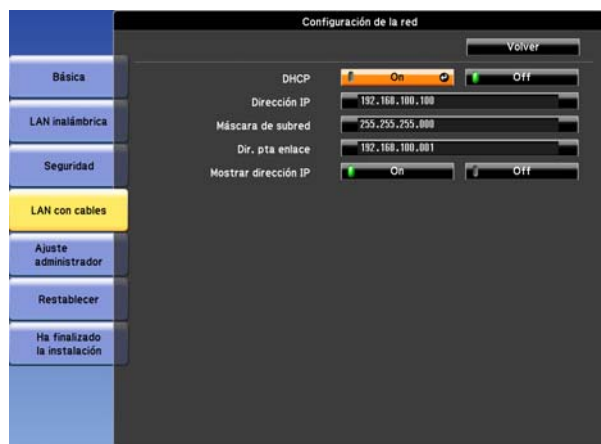 Configuración de la red
Volver
Básica
LAN inalámbrica
Seguridad
LAN con cables
Ajuste
administrador
Restablecer
Ha finalizado
la instalación
DHCP On Off
Dirección IP 192.168.100.100
Máscara de subred 255.255.255.000
Dir. pta enlace 192.168.100.001
Mostrar dirección IP On Off